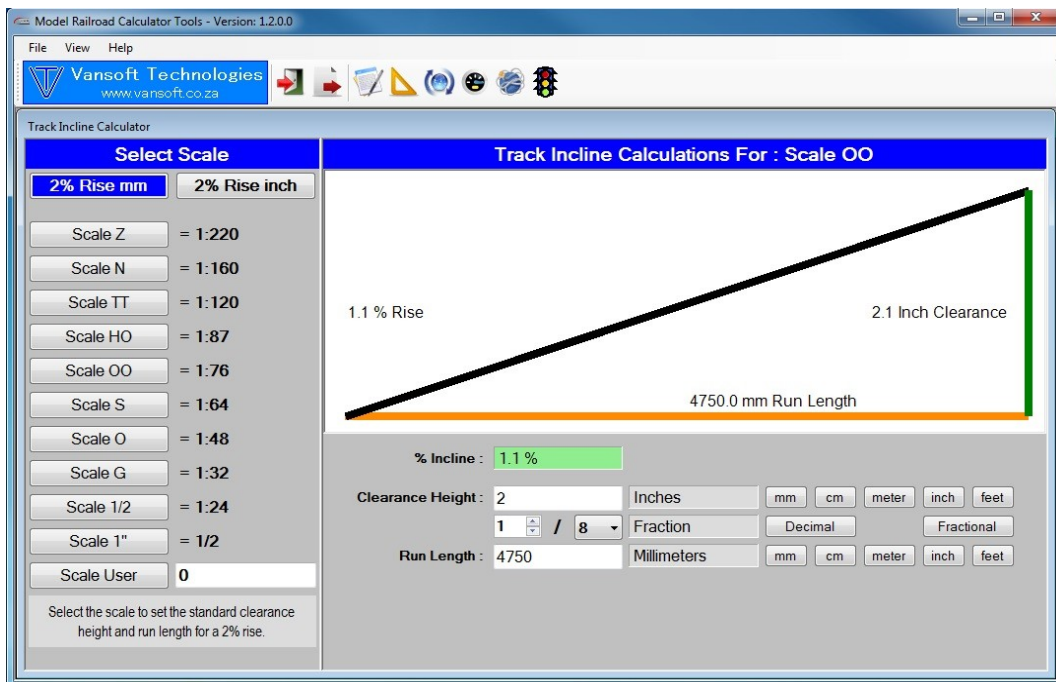 Model Railroad Calculator Tools - Version: 1.2.0.0
File View Help
Vansoft Technologies
www.vansoft.co.za
Track Incline Calculator
Select Scale
2% Rise mm 2% Rise inch
Scale Z = 1:220
Scale N = 1:160
Scale TT = 1:120
Scale HO = 1:87
Scale OO = 1:76
Scale S = 1:64
Scale O = 1:48
Scale G = 1:32
Scale 1/2 = 1:24
Scale 1" = 1/2
Scale User 0
Select the scale to set the standard clearance
height and run length for a 2% rise.
Track Incline Calculations For : Scale OO
1.1 % Rise 2.1 Inch Clearance
4750.0 mm Run Length
% Incline : 1.1 %
Clearance Height : 2 Inches mm cm meter inch feet
1 / 8 Fraction Decimal Fractional
Run Length : 4750 Millimeters mm cm meter inch feet